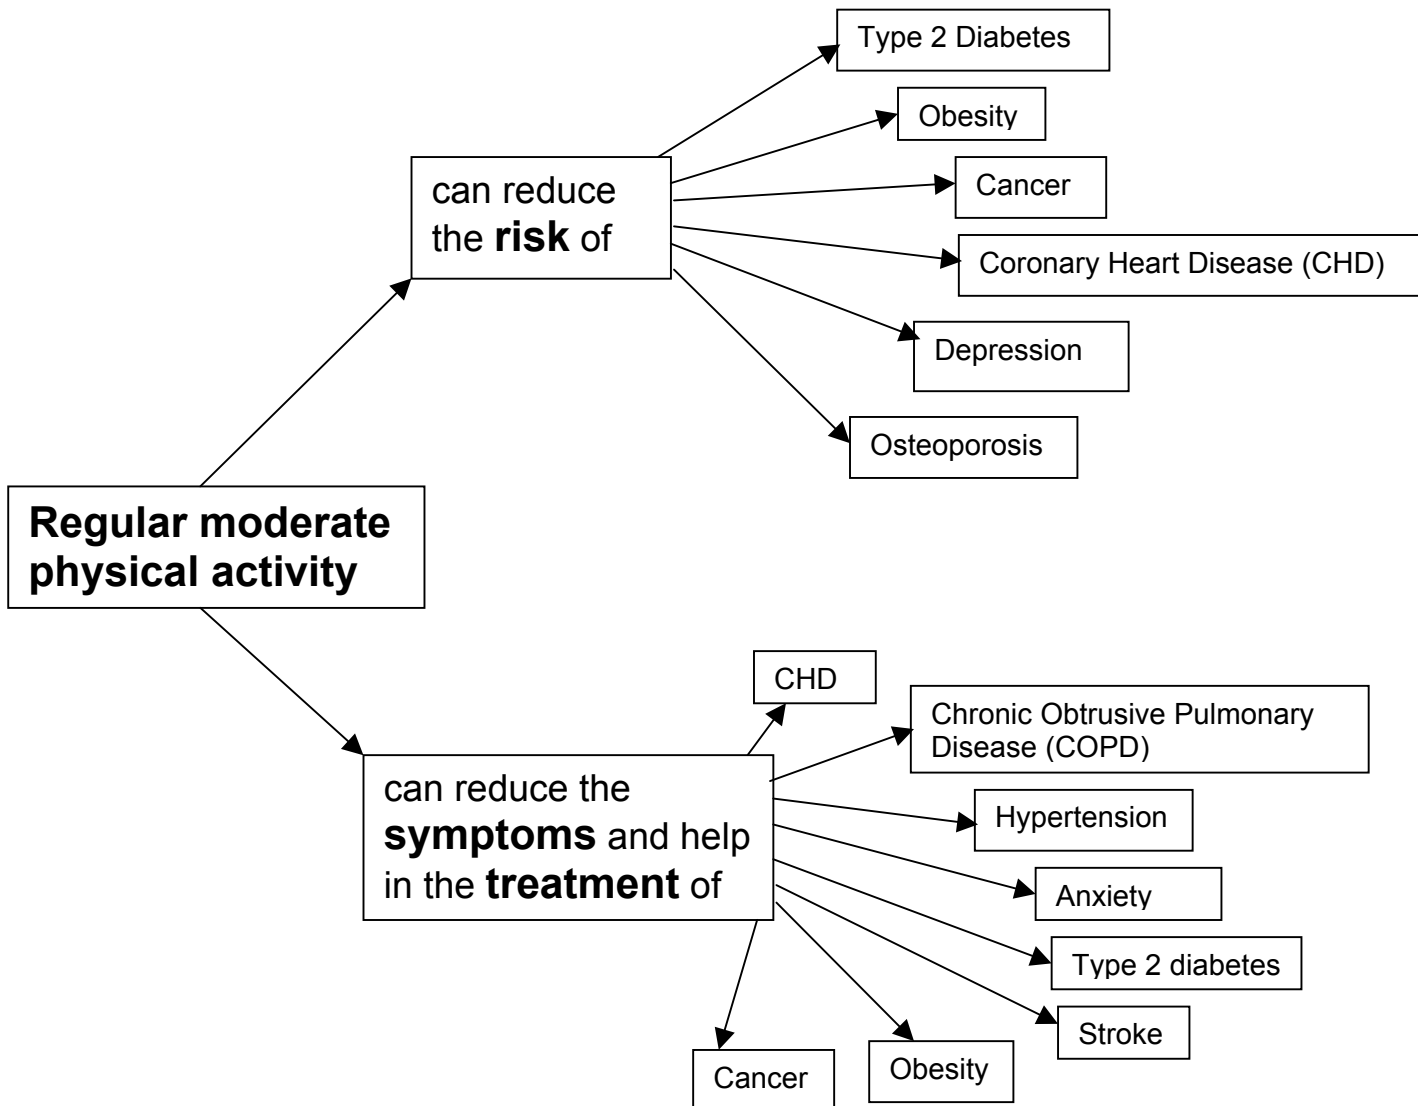 Type 2 Diabetes
Obesity
Cancer
can reduce
the risk of
Coronary Heart Disease (CHD)
Depression
Osteoporosis
Regular moderate
physical activity
CHD
Chronic Obtrusive Pulmonary
Disease (COPD)
can reduce the
symptoms and help
in the treatment of
Hypertension
Anxiety
Type 2 diabetes
Stroke
Obesity
Cancer